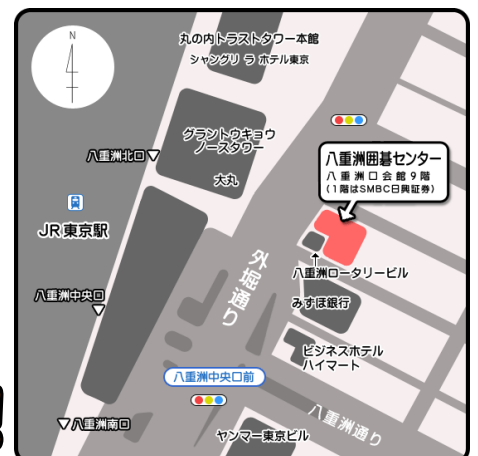 N
丸の内トラストタワー本館
シャングリ ラ ホテル東京
グラントウキョウ
ノースタワー
大丸
八重洲北口▼
八重洲囲碁センター
八重洲口会館9階
(1階はSMBC日興証券)
JR東京駅
外堀通り
八重洲ロータリービル
みずほ銀行
八重洲中央口
▼
ビジネスホテル
ハイマート
八重洲中央口前
八重洲通り
▼八重洲南口
ヤンマー東京ビル